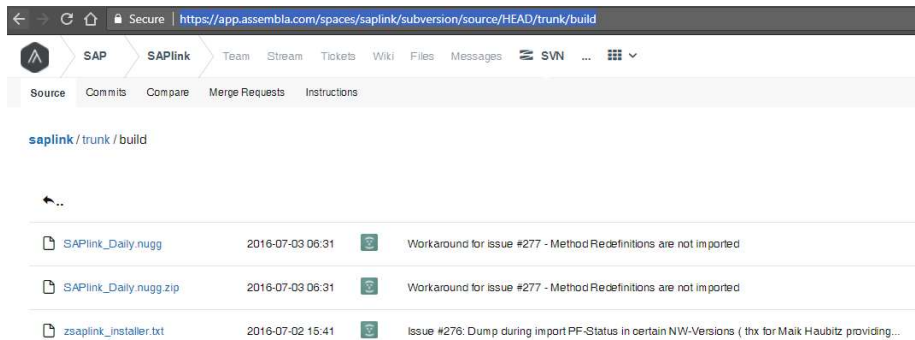 Secure | https://app.assembla.com/spaces/saplink/subversion/source/HEAD/trunk/build
SAP SAPlink Team Stream Tickets Wiki Files Messages SVN ...
Source Commits Compare Merge Requests Instructions
saplink / trunk / build
..
SAPlink_Daily.nugg 2016-07-03 06:31 Workaround for issue #277 - Method Redefinitions are not imported
SAPlink_Daily.nugg.zip 2016-07-03 06:31 Workaround for issue #277 - Method Redefinitions are not imported
zsaplink_installer.txt 2016-07-02 15:41 Issue #276: Dump during import PF-Status in certain NW-Versions ( thx for Maik Haubitz providing...